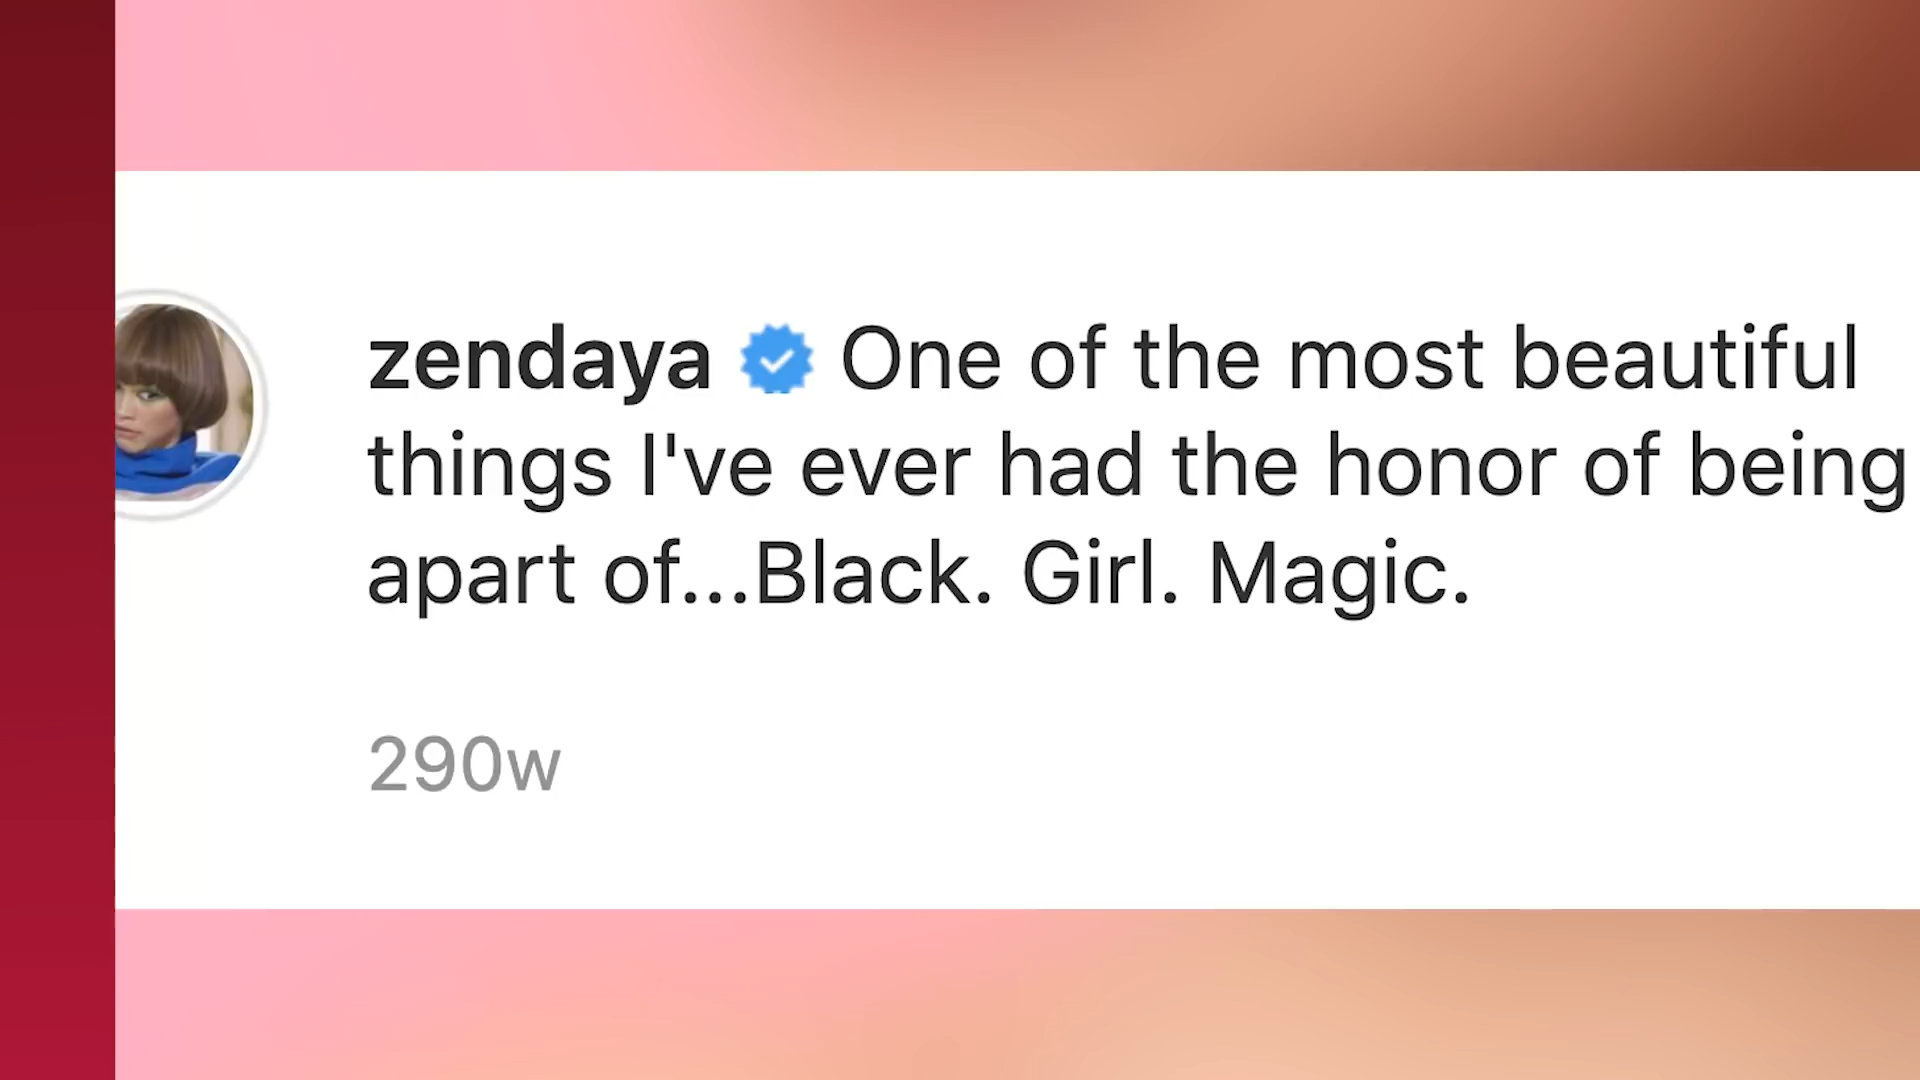 zendaya One of the most beautiful
things I've ever had the honor of being
apart of...Black. Girl. Magic.
290w